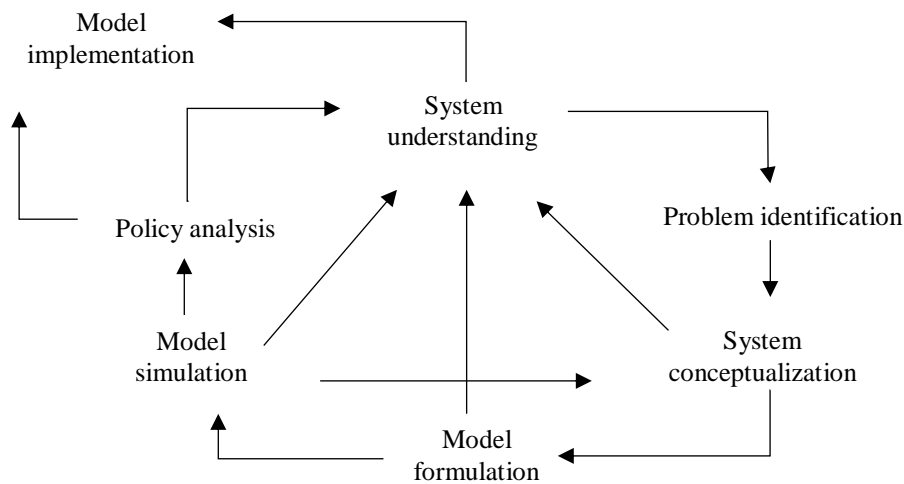 Model
implementation
System
understanding
Policy analysis
Problem identification
Model
simulation
System
conceptualization
Model
formulation